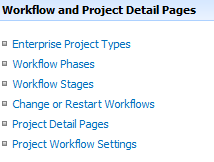 Workflow and Project Detail Pages
Enterprise Project Types
Workflow Phases
Workflow Stages
Change or Restart Workflows
Project Detail Pages
Project Workflow Settings